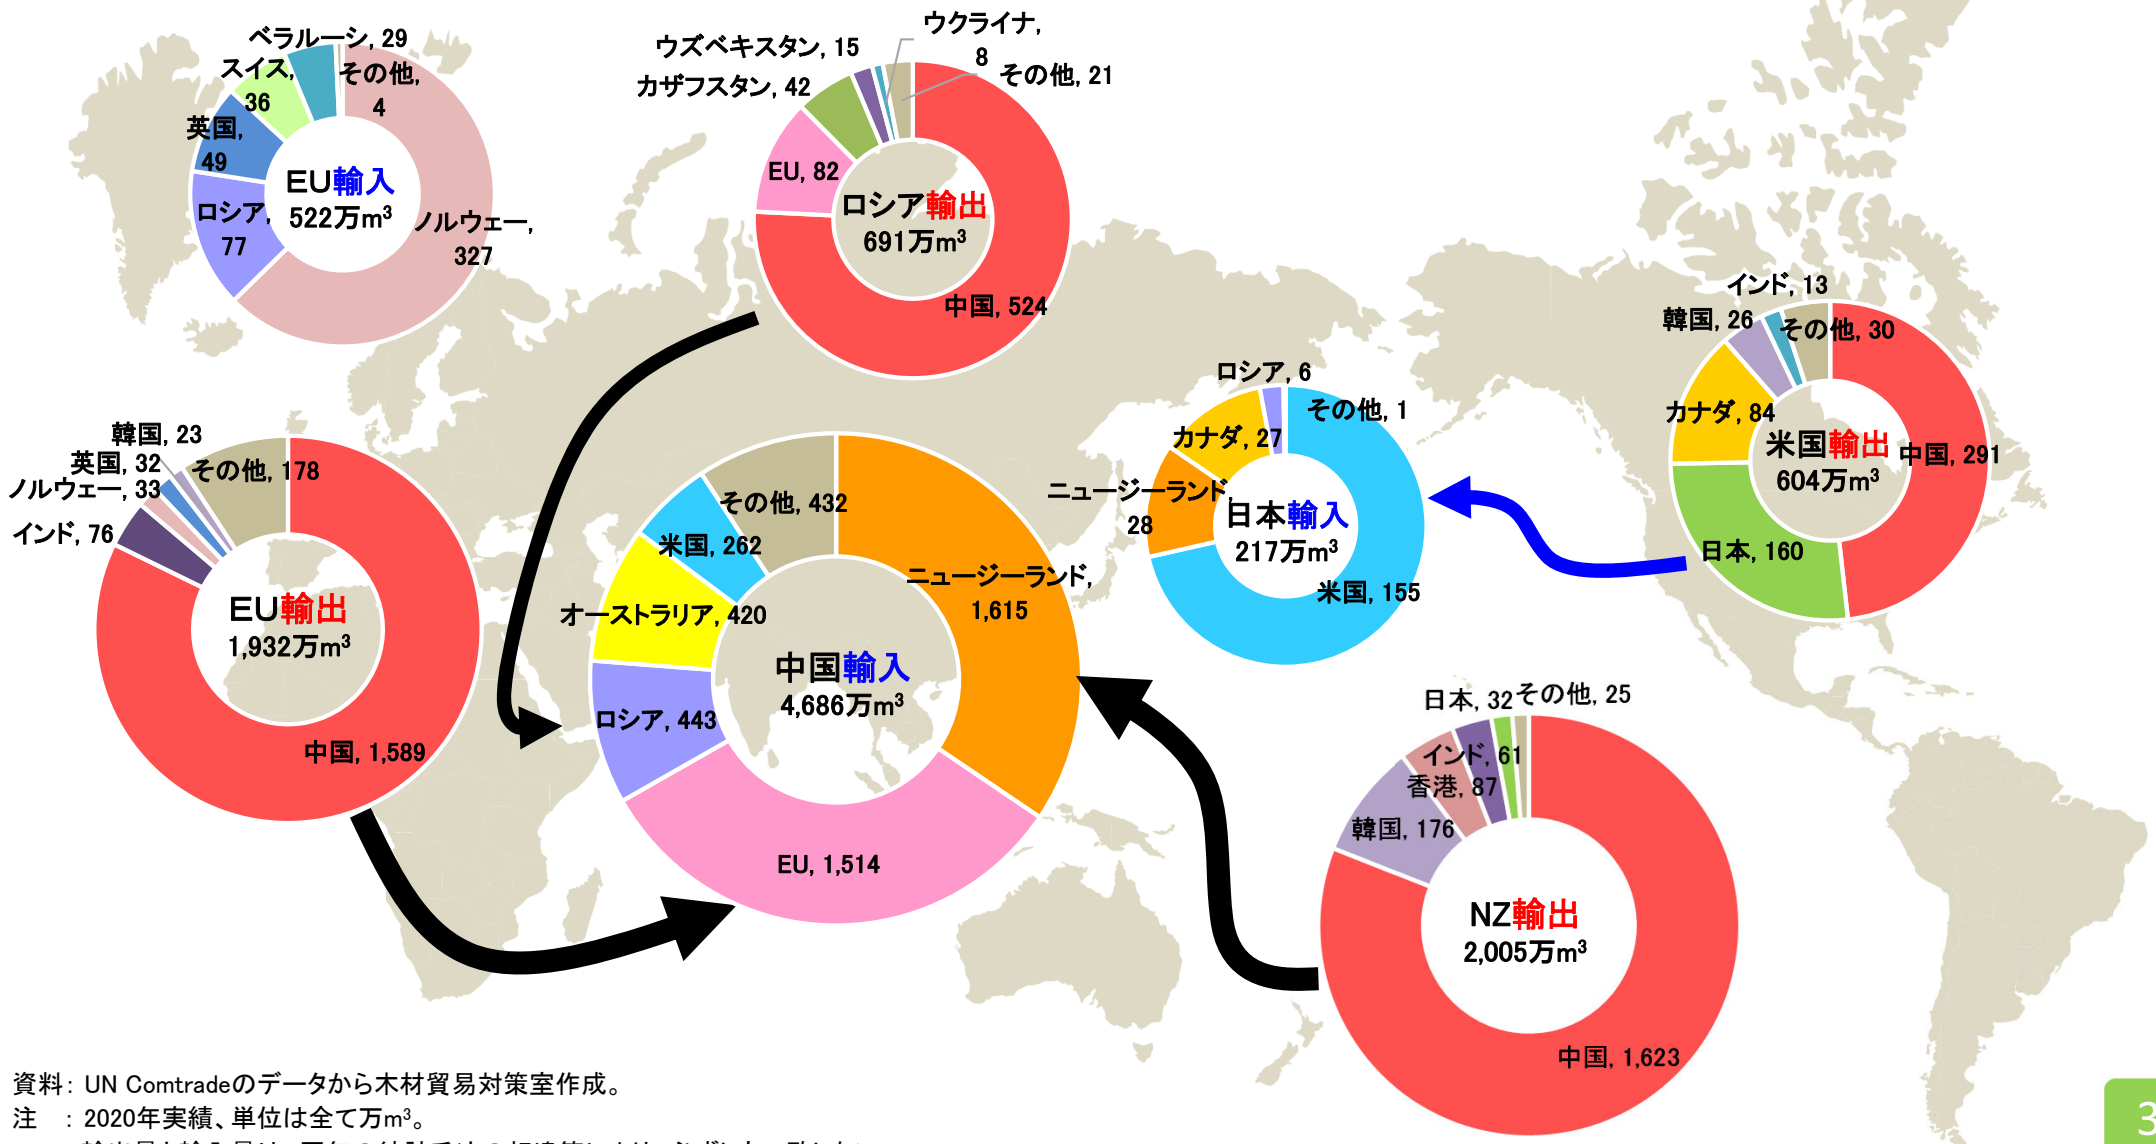 ベラルーシ, 29
スイス,
36
その他,
4
英国,
49
ロシア,
77
EU輸入
522万m³
ノルウェー,
327
ウクライナ,
8
ウズベキスタン, 15
その他, 21
カザフスタン, 42
EU, 82
ロシア輸出
691万m³
中国, 524
インド, 13
韓国, 26
その他, 30
カナダ, 84
米国輸出
604万m³
中国, 291
日本, 160
ロシア, 6
その他, 1
カナダ, 27
ニュージーランド,
28
日本輸入
217万m³
米国, 155
韓国, 23
英国, 32
ノルウェー, 33
インド, 76
その他, 178
EU輸出
1,932万m³
中国, 1,589
その他, 432
米国, 262
オーストラリア, 420
ロシア, 443
ニュージーランド,
1,615
中国輸入
4,686万m³
EU, 1,514
日本, 32
その他, 25
インド, 61
香港, 87
韓国, 176
NZ輸出
2,005万m³
中国, 1,623
資料： UN Comtradeのデータから木材貿易対策室作成。
注　： 2020年実績、単位は全て万m³。
3